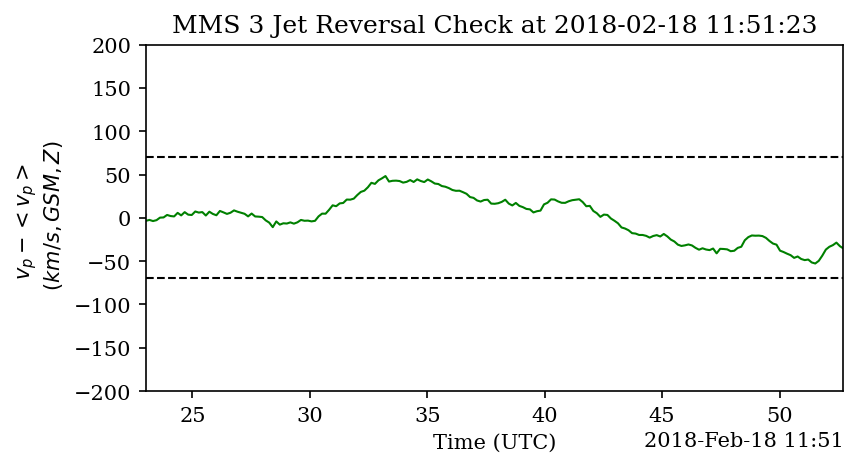 MMS 3 Jet Reversal Check at 2018-02-18 11:51:23
200
150
100
50
0
−50
−100
−150
−200
v_p − < v_p >
(km/s, GSM, Z)
25 30 35 40 45 50
Time (UTC)
2018-Feb-18 11:51